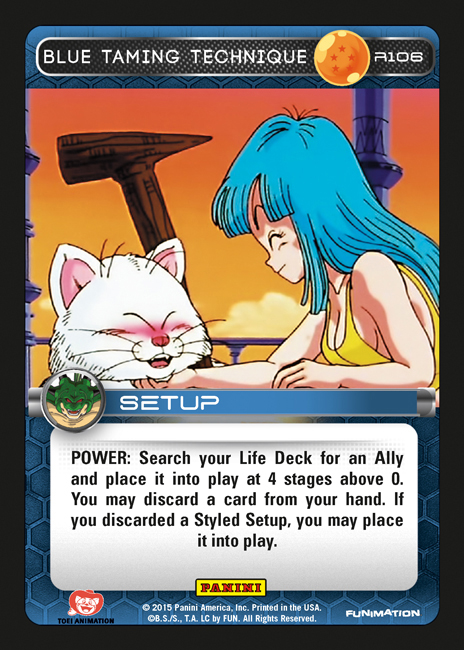 BLUE TAMING TECHNIQUE R106
SETUP
POWER: Search your Life Deck for an Ally
and place it into play at 4 stages above 0.
You may discard a card from your hand. If
you discarded a Styled Setup, you may place
it into play.
PANINI
© 2015 Panini America, Inc. Printed in the USA.
©B.S./S., T.A. LC by FUN. All Rights Reserved.
TOEI ANIMATION
FUNIMATION